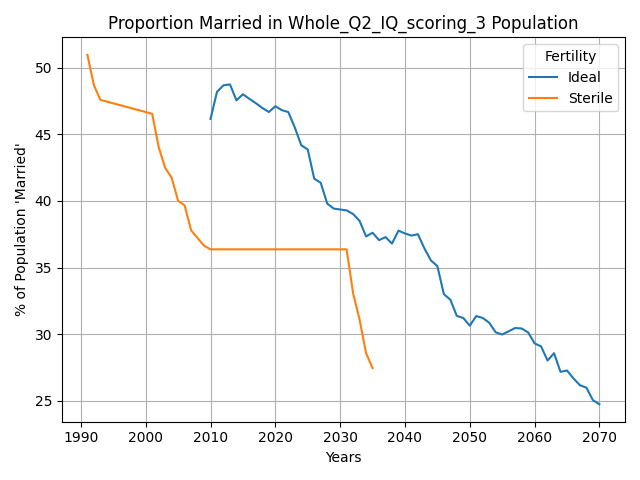 Proportion Married in Whole_Q2_IQ_scoring_3 Population
% of Population 'Married'
50
45
40
35
30
25
Fertility
Ideal
Sterile
1990 2000 2010 2020 2030 2040 2050 2060 2070
Years